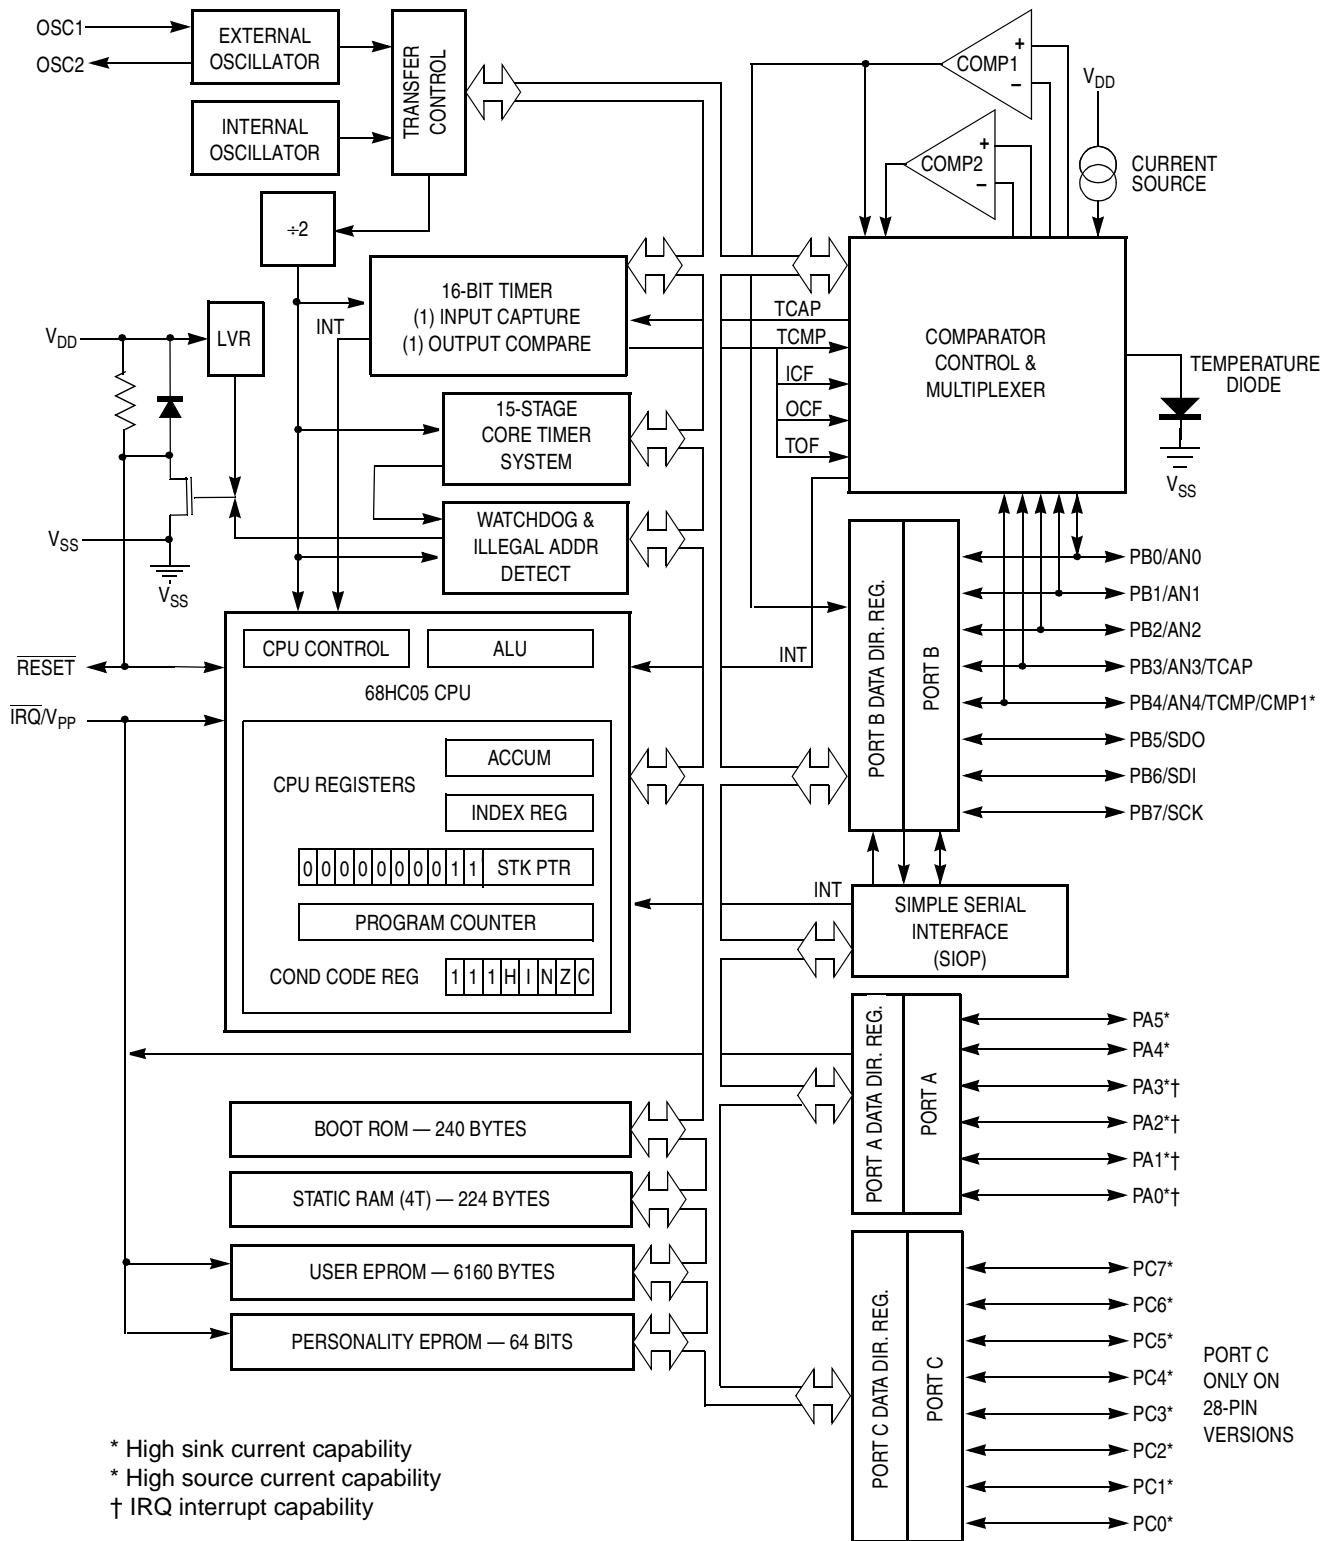 OSC1
OSC2
EXTERNAL
OSCILLATOR
INTERNAL
OSCILLATOR
TRANSFER
CONTROL
÷2
COMP1
+
–
COMP2
+
–
VDD
CURRENT
SOURCE
16-BIT TIMER
(1) INPUT CAPTURE
(1) OUTPUT COMPARE
INT
VDD
LVR
TCAP
TCMP
ICF
OCF
TOF
COMPARATOR
CONTROL &
MULTIPLEXER
TEMPERATURE
DIODE
VSS
15-STAGE
CORE TIMER
SYSTEM
WATCHDOG &
ILLEGAL ADDR
DETECT
VSS
VSS
RESET
IRQ/VPP
CPU CONTROL
ALU
68HC05 CPU
INT
CPU REGISTERS
ACCUM
INDEX REG
0 0 0 0 0 0 0 0 1 1 STK PTR
PROGRAM COUNTER
COND CODE REG
1 1 1 H I N Z C
PORT B DATA DIR. REG.
PORT B
PB0/AN0
PB1/AN1
PB2/AN2
PB3/AN3/TCAP
PB4/AN4/TCMP/CMP1*
PB5/SDO
PB6/SDI
PB7/SCK
INT
SIMPLE SERIAL
INTERFACE
(SIOP)
PORT A DATA DIR. REG.
PORT A
PA5*
PA4*
PA3*†
PA2*†
PA1*†
PA0*†
BOOT ROM — 240 BYTES
STATIC RAM (4T) — 224 BYTES
USER EPROM — 6160 BYTES
PERSONALITY EPROM — 64 BITS
PORT C DATA DIR. REG.
PORT C
PC7*
PC6*
PC5*
PC4*
PC3*
PC2*
PC1*
PC0*
PORT C
ONLY ON
28-PIN
VERSIONS
* High sink current capability
* High source current capability
† IRQ interrupt capability